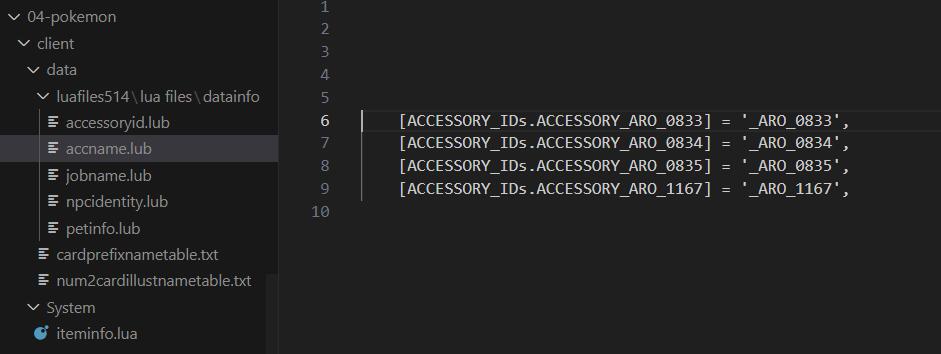 04-pokemon
client
data
luafiles514\lua files\datainfo
accessoryid.lub
accname.lub
jobname.lub
npcidentity.lub
petinfo.lub
cardprefixnametable.txt
num2cardillustnametable.txt
System
iteminfo.lua
1
2
3
4
5
6 [ACCESSORY_IDs.ACCESSORY_ARO_0833] = '_ARO_0833',
7 [ACCESSORY_IDs.ACCESSORY_ARO_0834] = '_ARO_0834',
8 [ACCESSORY_IDs.ACCESSORY_ARO_0835] = '_ARO_0835',
9 [ACCESSORY_IDs.ACCESSORY_ARO_1167] = '_ARO_1167',
10